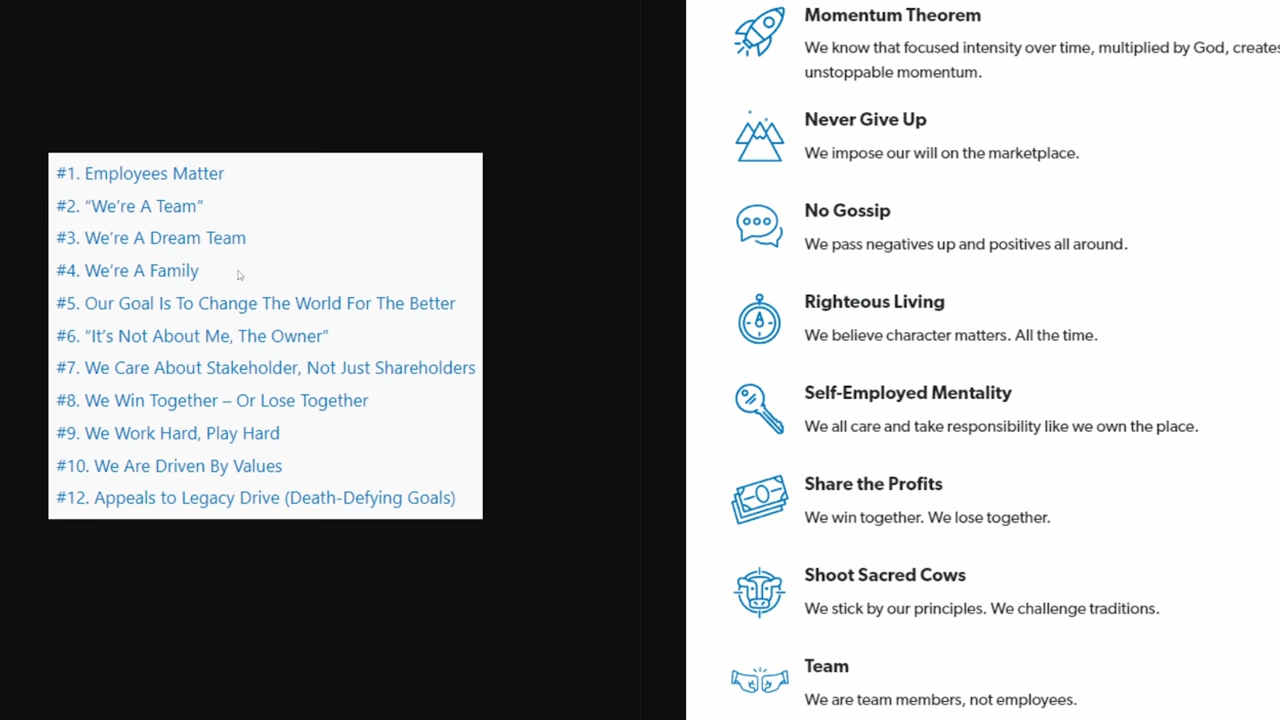 #1. Employees Matter
#2. “We’re A Team”
#3. We’re A Dream Team
#4. We’re A Family
#5. Our Goal Is To Change The World For The Better
#6. “It’s Not About Me, The Owner”
#7. We Care About Stakeholder, Not Just Shareholders
#8. We Win Together – Or Lose Together
#9. We Work Hard, Play Hard
#10. We Are Driven By Values
#12. Appeals to Legacy Drive (Death-Defying Goals)
Momentum Theorem
We know that focused intensity over time, multiplied by God, creates
unstoppable momentum.
Never Give Up
We impose our will on the marketplace.
No Gossip
We pass negatives up and positives all around.
Righteous Living
We believe character matters. All the time.
Self-Employed Mentality
We all care and take responsibility like we own the place.
Share the Profits
We win together. We lose together.
Shoot Sacred Cows
We stick by our principles. We challenge traditions.
Team
We are team members, not employees.